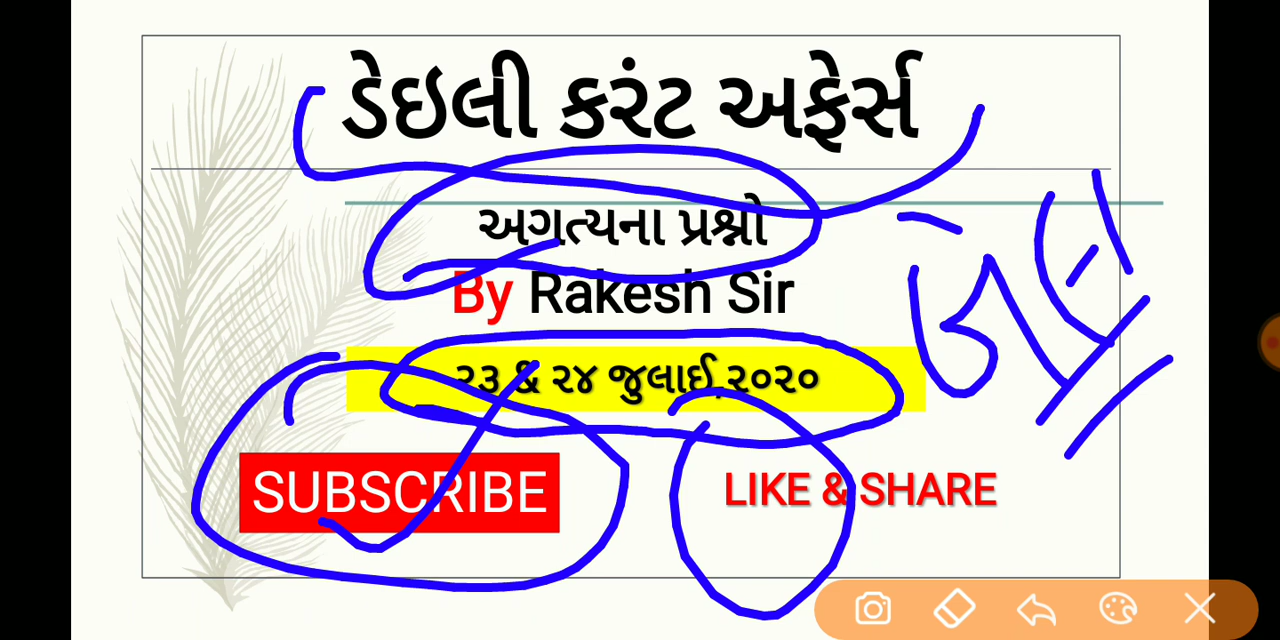 ડેઇલી કરંટ અફેર્સ
અગત્યના પ્રશ્નો
By Rakesh Sir
૨૩ & ૨૪ જુલાઈ,૨૦૨૦
SUBSCRIBE
LIKE & SHARE